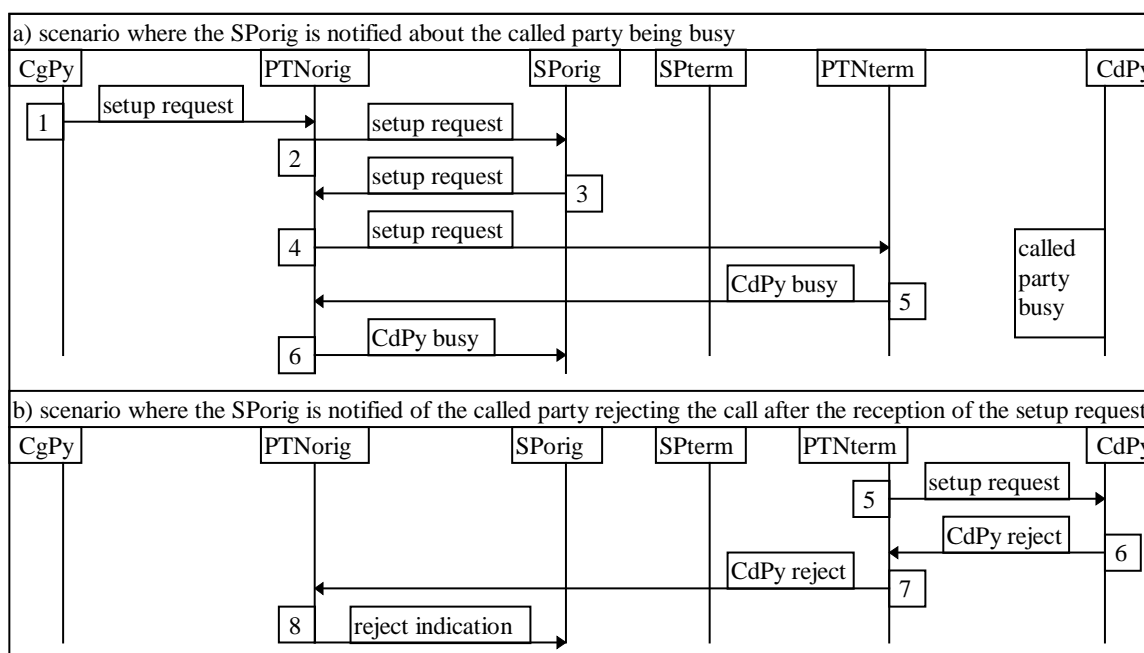 a) scenario where the SPorig is notified about the called party being busy
CgPy PTNorig SPorig SPterm PTNterm CdPy
1 setup request
setup request
2
setup request
3
setup request
4
called
party
busy
CdPy busy
5
CdPy busy
6
b) scenario where the SPorig is notified of the called party rejecting the call after the reception of the setup request
CgPy PTNorig SPorig SPterm PTNterm CdPy
setup request
5
CdPy reject
6
CdPy reject
7
8 reject indication